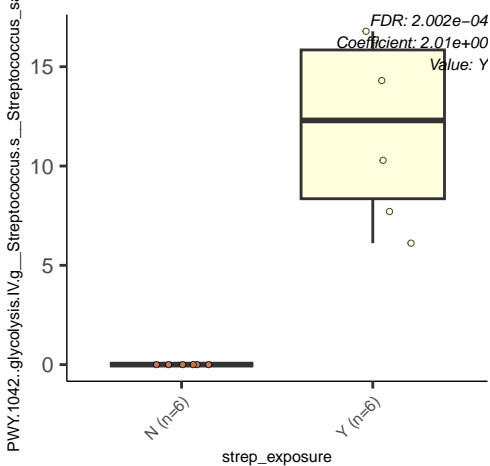 FDR: 2.002e−04
Coefficient: 2.01e+00
Value: Y
PWY.1042..glycolysis.IV.g__Streptococcus.s__Streptococcus_sa
15
10
5
0
N (n=6)
Y (n=6)
strep_exposure